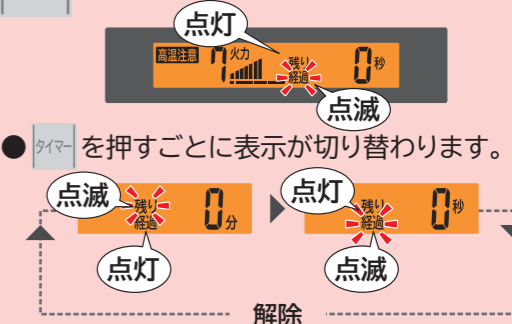 点灯
高温注意 7 火力 残り 経過 0秒
点滅
● タイマー を押すごとに表示が切り替わります。
点滅 点灯
残り 経過 0分 残り 経過 0秒
点灯 点滅
解除